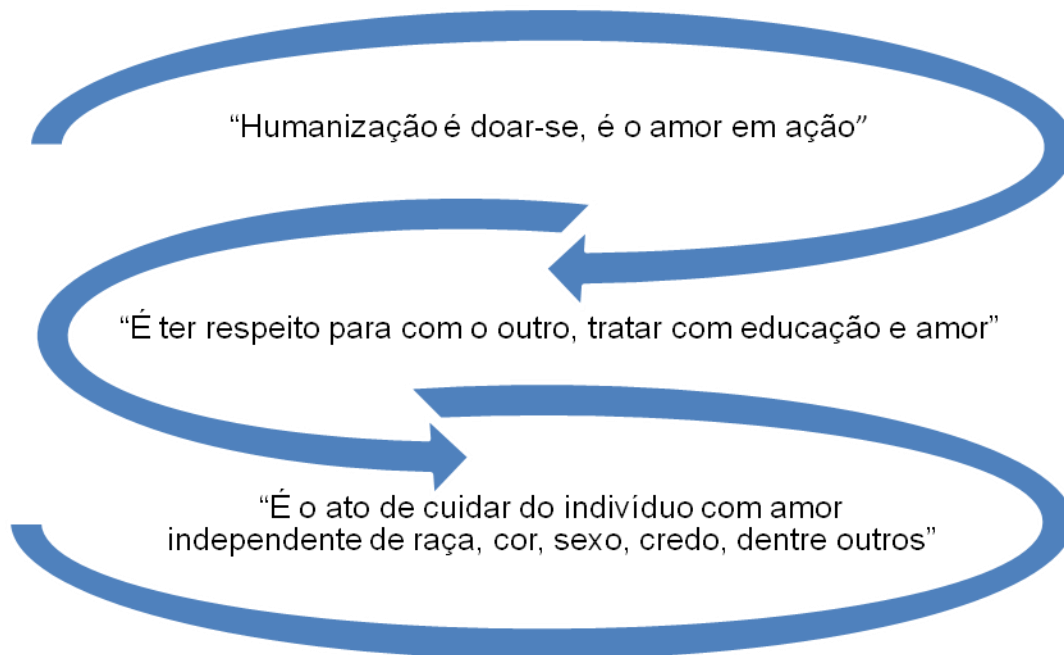 “Humanização é doar-se, é o amor em ação”
“É ter respeito para com o outro, tratar com educação e amor”
“É o ato de cuidar do indivíduo com amor
independente de raça, cor, sexo, credo, dentre outros”